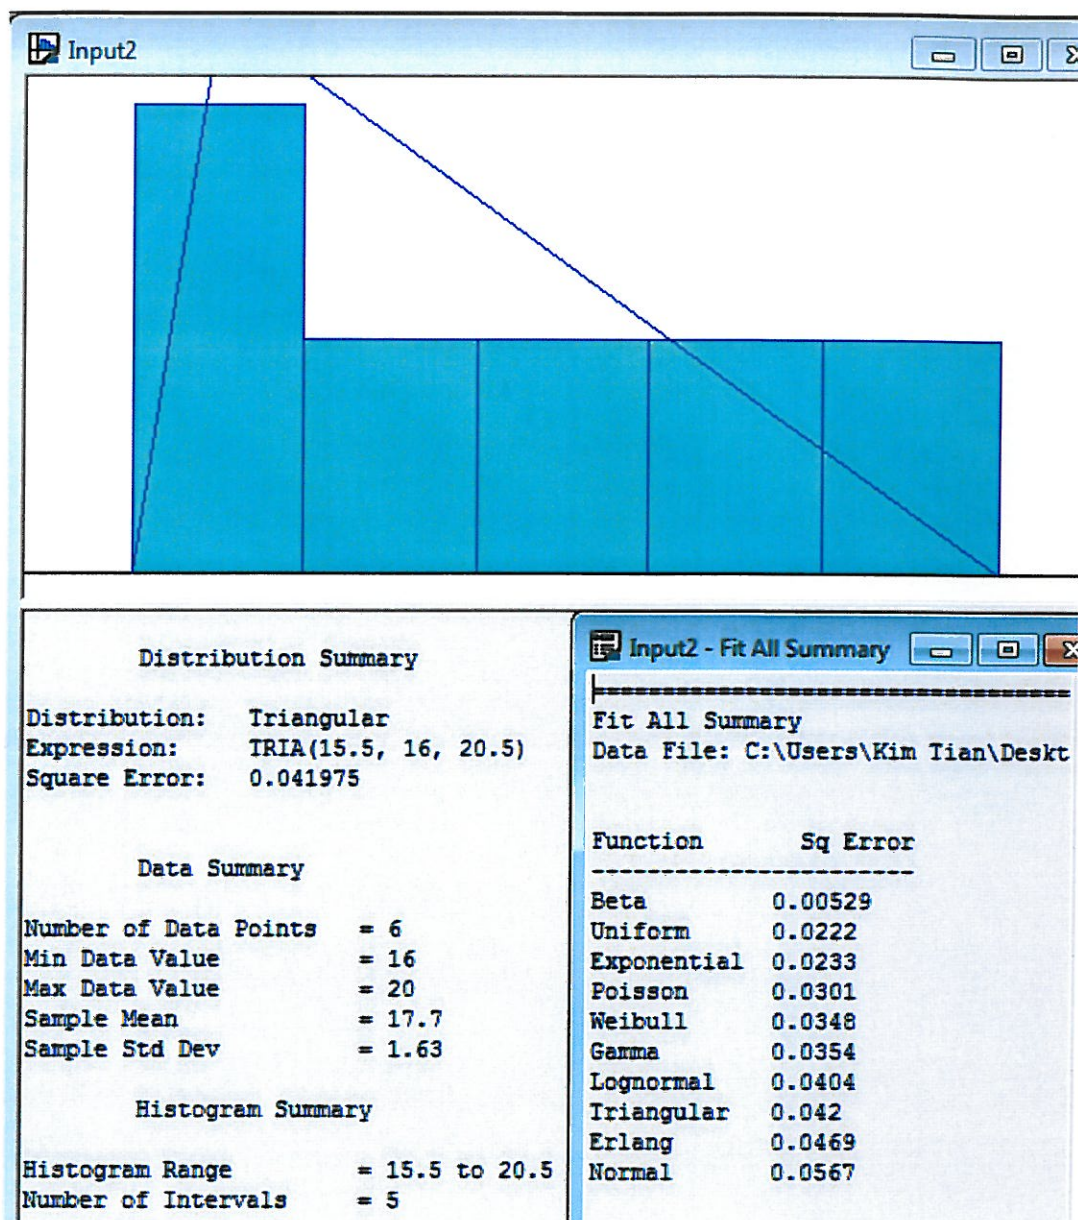 Input2
Distribution Summary
Distribution: Triangular
Expression: TRIA(15.5, 16, 20.5)
Square Error: 0.041975
Data Summary
Number of Data Points = 6
Min Data Value = 16
Max Data Value = 20
Sample Mean = 17.7
Sample Std Dev = 1.63
Histogram Summary
Histogram Range = 15.5 to 20.5
Number of Intervals = 5
Input2 - Fit All Summary
Fit All Summary
Data File: C:\Users\Kim Tian\Deskt
Function Sq Error
------------------------
Beta 0.00529
Uniform 0.0222
Exponential 0.0233
Poisson 0.0301
Weibull 0.0348
Gamma 0.0354
Lognormal 0.0404
Triangular 0.042
Erlang 0.0469
Normal 0.0567